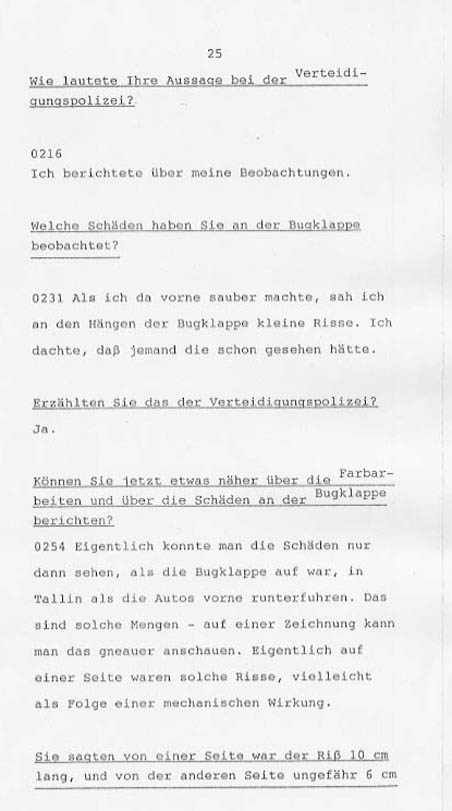 25
Wie lautete Ihre Aussage bei der Verteidi-
gungspolizei?
0216
Ich berichtete über meine Beobachtungen.
Welche Schäden haben Sie an der Bugklappe
beobachtet?
0231 Als ich da vorne sauber machte, sah ich
an den Hängen der Bugklappe kleine Risse. Ich
dachte, daß jemand die schon gesehen hätte.
Erzählten Sie das der Verteidigungspolizei?
Ja.
Können Sie jetzt etwas näher über die Farbar-
beiten und über die Schäden an der Bugklappe
berichten?
0254 Eigentlich konnte man die Schäden nur
dann sehen, als die Bugklappe auf war, in
Tallin als die Autos vorne runterfuhren. Das
sind solche Mengen - auf einer Zeichnung kann
man das gneauer anschauen. Eigentlich auf
einer Seite waren solche Risse, vielleicht
als Folge einer mechanischen Wirkung.
Sie sagten von einer Seite war der Riß 10 cm
lang, und von der anderen Seite ungefähr 6 cm